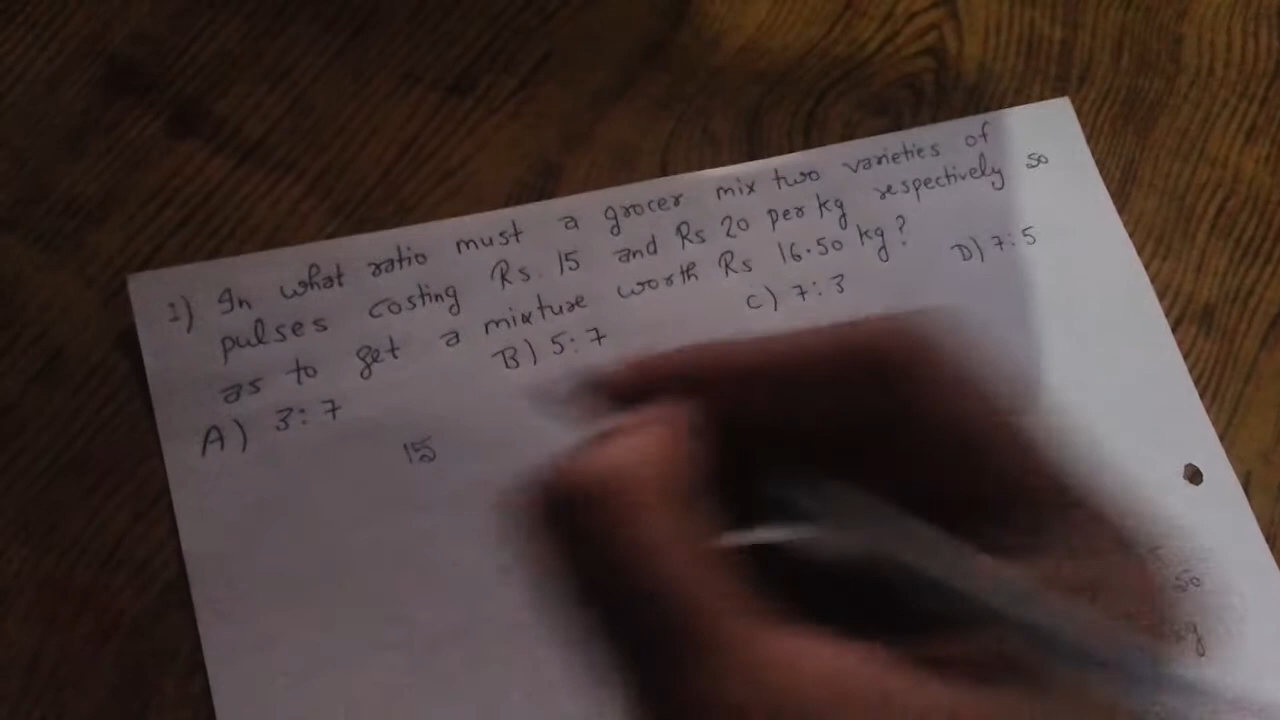 1) In what ratio must a grocer mix two varieties of
pulses costing Rs. 15 and Rs 20 per kg respectively so
as to get a mixture worth Rs 16.50 kg?
A) 3:7 B) 5:7 C) 7:3 D) 7:5
15
50